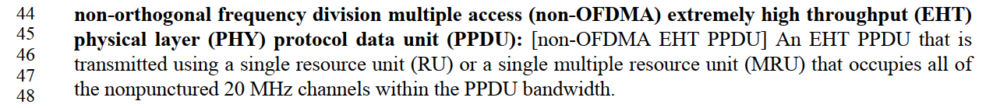 44 non-orthogonal frequency division multiple access (non-OFDMA) extremely high throughput (EHT)
45 physical layer (PHY) protocol data unit (PPDU): [non-OFDMA EHT PPDU] An EHT PPDU that is
46 transmitted using a single resource unit (RU) or a single multiple resource unit (MRU) that occupies all of
47 the nonpunctured 20 MHz channels within the PPDU bandwidth.
48